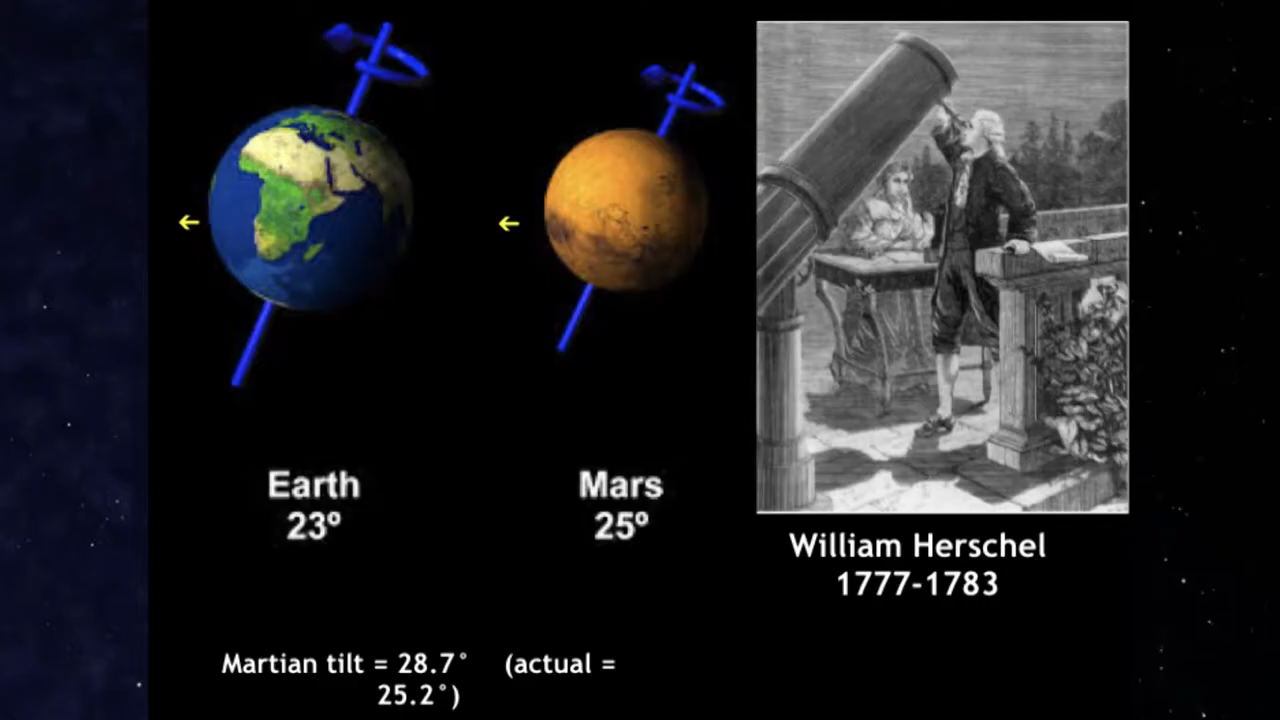 Earth
23º
Mars
25º
William Herschel
1777-1783
Martian tilt = 28.7˚ (actual =
25.2˚)